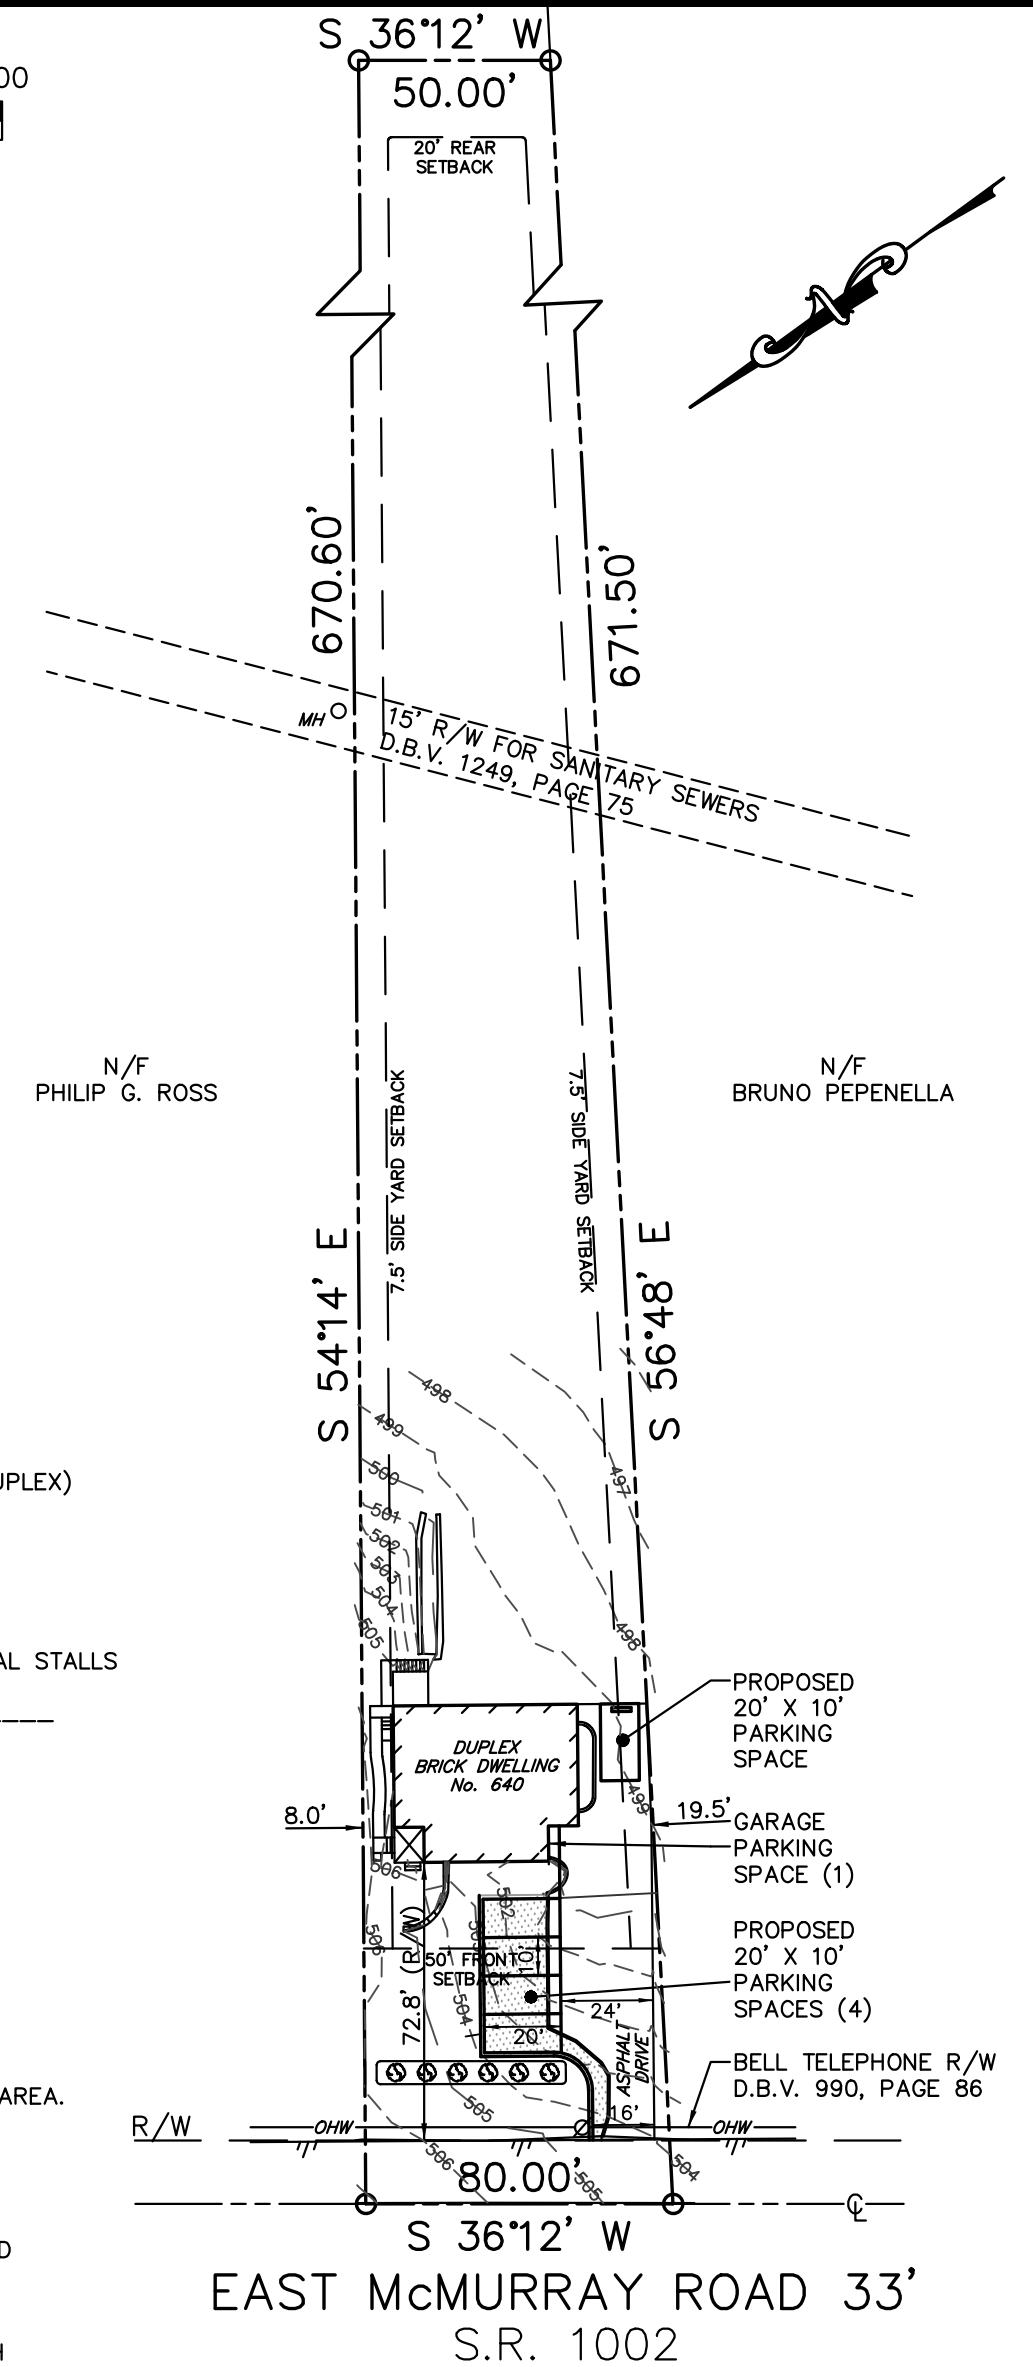 S 36°12' W
00
50.00'
20' REAR
SETBACK
670.60'
671.50'
MH
15' R/W FOR SANITARY SEWERS
D.B.V. 1249, PAGE 75
N/F
PHILIP G. ROSS
N/F
BRUNO PEPENELLA
7.5' SIDE YARD SETBACK
7.5' SIDE YARD SETBACK
S 54°14' E
S 56°48' E
498
499
497
500
UPLEX)
501
502
503
504
505
498
AL STALLS
PROPOSED
20' X 10'
PARKING
SPACE
DUPLEX
BRICK DWELLING
No. 640
499
8.0'
19.5'
GARAGE
PARKING
SPACE (1)
506
502
506
503
72.8' (R/W)
50' FRONT
SETBACK
10'
PROPOSED
20' X 10'
PARKING
SPACES (4)
504
24'
20'
ASPHALT
DRIVE
BELL TELEPHONE R/W
D.B.V. 990, PAGE 86
AREA.
505
16'
R/W
OHW
OHW
506
505
504
80.00'
S 36°12' W
D
EAST McMURRAY ROAD 33'
S.R. 1002
H